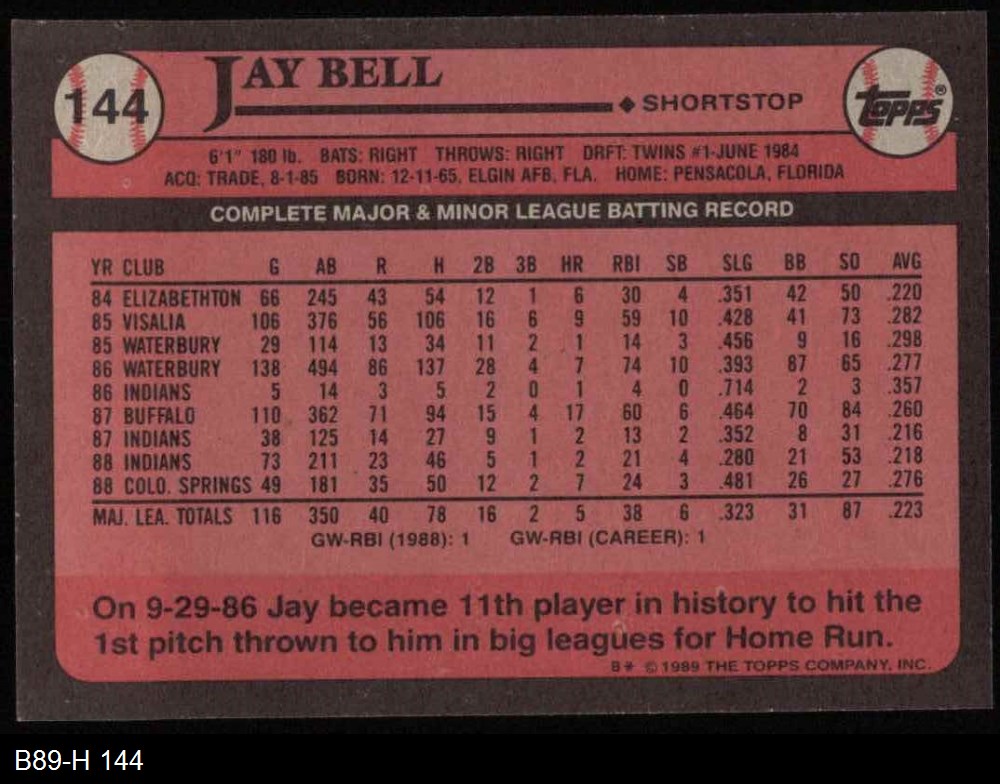 144
JAY BELL
◆ SHORTSTOP
topps®
6'1" 180 lb. BATS: RIGHT THROWS: RIGHT DRFT: TWINS #1-JUNE 1984
ACQ: TRADE, 8-1-85 BORN: 12-11-65, ELGIN AFB, FLA. HOME: PENSACOLA, FLORIDA
COMPLETE MAJOR & MINOR LEAGUE BATTING RECORD
YR CLUB G AB R H 2B 3B HR RBI SB SLG BB SO AVG
84 ELIZABETHTON 66 245 43 54 12 1 6 30 4 .351 42 50 .220
85 VISALIA 106 376 56 106 16 6 9 59 10 .428 41 73 .282
85 WATERBURY 29 114 13 34 11 2 1 14 3 .456 9 16 .298
86 WATERBURY 138 494 86 137 28 4 7 74 10 .393 87 65 .277
86 INDIANS 5 14 3 5 2 0 1 4 0 .714 2 3 .357
87 BUFFALO 110 362 71 94 15 4 17 60 6 .464 70 84 .260
87 INDIANS 38 125 14 27 9 1 2 13 2 .352 8 31 .216
88 INDIANS 73 211 23 46 5 1 2 21 4 .280 21 53 .218
88 COLO. SPRINGS 49 181 35 50 12 2 7 24 3 .481 26 27 .276
MAJ. LEA. TOTALS 116 350 40 78 16 2 5 38 6 .323 31 87 .223
GW-RBI (1988): 1 GW-RBI (CAREER): 1
On 9-29-86 Jay became 11th player in history to hit the
1st pitch thrown to him in big leagues for Home Run.
B* © 1989 THE TOPPS COMPANY, INC.
B89-H 144